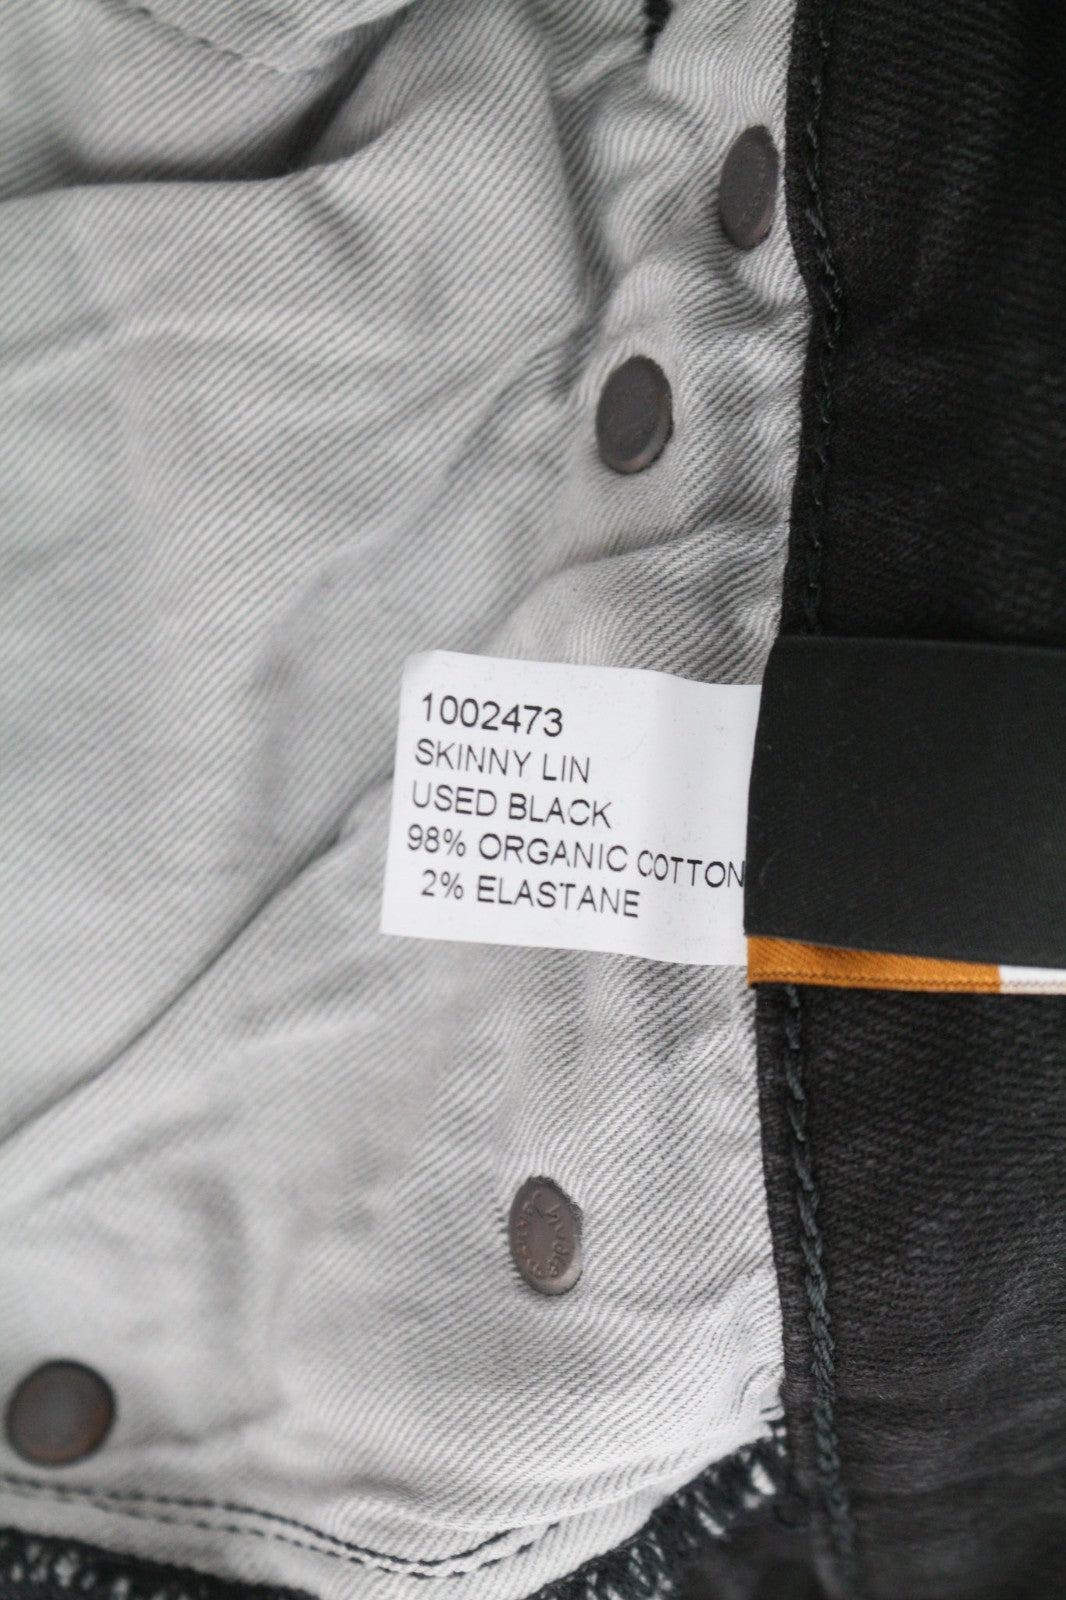 1002473
SKINNY LIN
USED BLACK
98% ORGANIC COTTON
2% ELASTANE